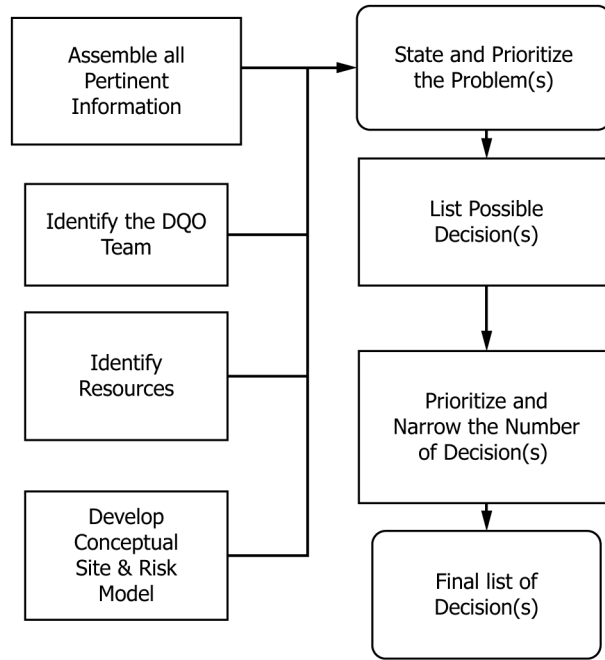 Assemble all
Pertinent
Information
Identify the DQO
Team
Identify
Resources
Develop
Conceptual
Site & Risk
Model
State and Prioritize
the Problem(s)
List Possible
Decision(s)
Prioritize and
Narrow the Number
of Decision(s)
Final list of
Decision(s)